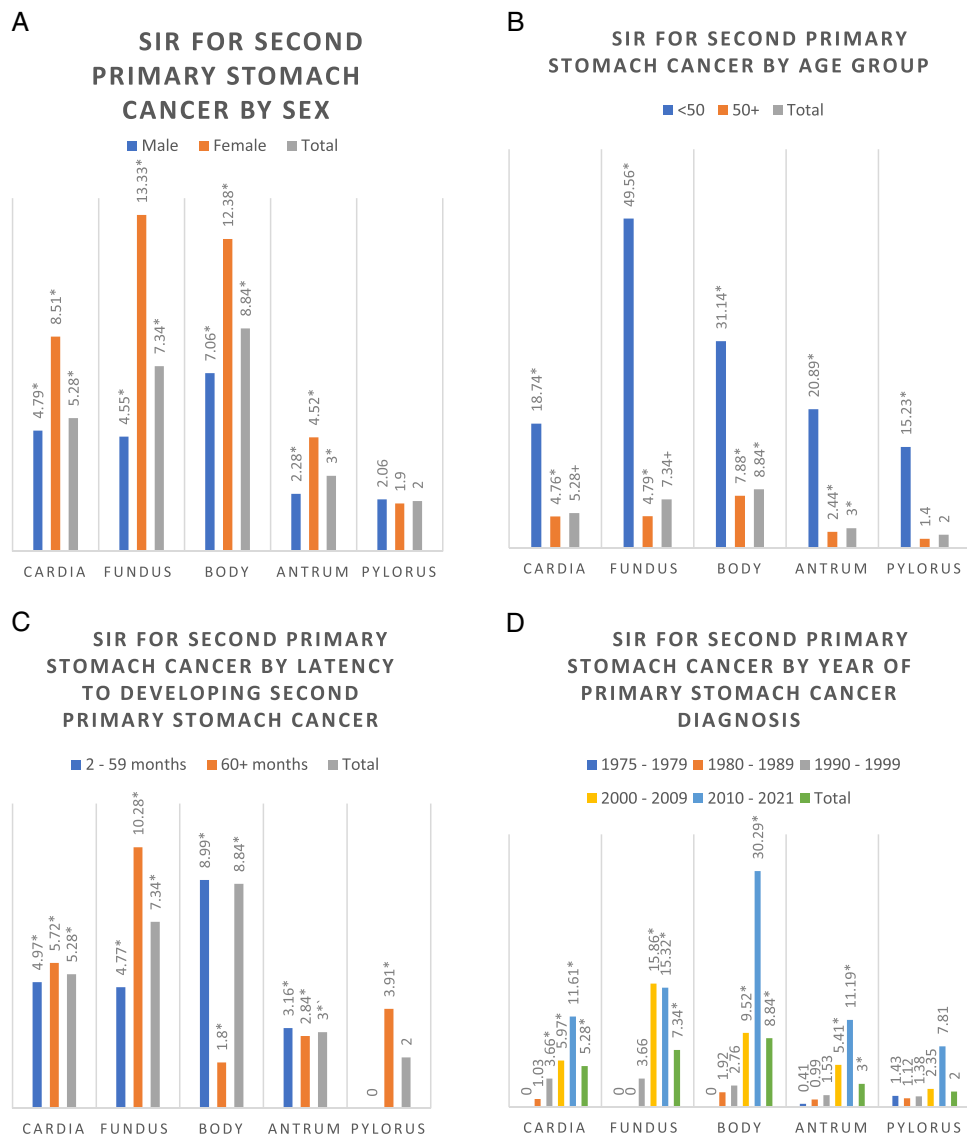 A
SIR FOR SECOND
PRIMARY STOMACH
CANCER BY SEX
Male Female Total
4.79* 8.51* 5.28* 4.55* 13.33* 7.34* 7.06* 12.38* 8.84* 2.28* 4.52* 3* 2.06 1.9 2
CARDIA FUNDUS BODY ANTRUM PYLORUS
B
SIR FOR SECOND PRIMARY
STOMACH CANCER BY AGE GROUP
<50 50+ Total
18.74* 4.76* 5.28+ 49.56* 4.79* 7.34+ 31.14* 7.88* 8.84* 20.89* 2.44* 3* 15.23* 1.4 2
CARDIA FUNDUS BODY ANTRUM PYLORUS
C
SIR FOR SECOND PRIMARY
STOMACH CANCER BY LATENCY
TO DEVELOPING SECOND
PRIMARY STOMACH CANCER
2 - 59 months 60+ months Total
4.97* 5.72* 5.28* 4.77* 10.28* 7.34* 8.99* 1.8* 8.84* 3.16* 2.84* 3*` 0 3.91* 2
CARDIA FUNDUS BODY ANTRUM PYLORUS
D
SIR FOR SECOND PRIMARY
STOMACH CANCER BY YEAR OF
PRIMARY STOMACH CANCER
DIAGNOSIS
1975 - 1979 1980 - 1989 1990 - 1999
2000 - 2009 2010 - 2021 Total
0 1.03 3.66* 5.97* 11.61* 5.28* 0 0 3.66 15.86* 15.32* 7.34* 0 1.92 2.76 9.52* 30.29* 8.84* 0.41 0.99 1.53 5.41* 11.19* 3* 1.43 1.12 1.38 2.35 7.81 2
CARDIA FUNDUS BODY ANTRUM PYLORUS